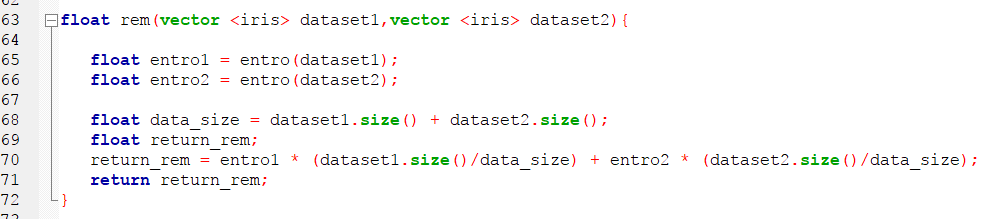 63 float rem(vector <iris> dataset1,vector <iris> dataset2){
64
65 float entro1 = entro(dataset1);
66 float entro2 = entro(dataset2);
67
68 float data_size = dataset1.size() + dataset2.size();
69 float return_rem;
70 return_rem = entro1 * (dataset1.size()/data_size) + entro2 * (dataset2.size()/data_size);
71 return return_rem;
72 }